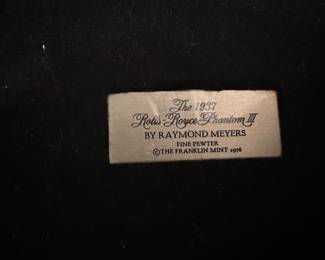 The 1937
Rolls Royce Phantom III
BY RAYMOND MEYERS
FINE PEWTER
©THE FRANKLIN MINT 1976